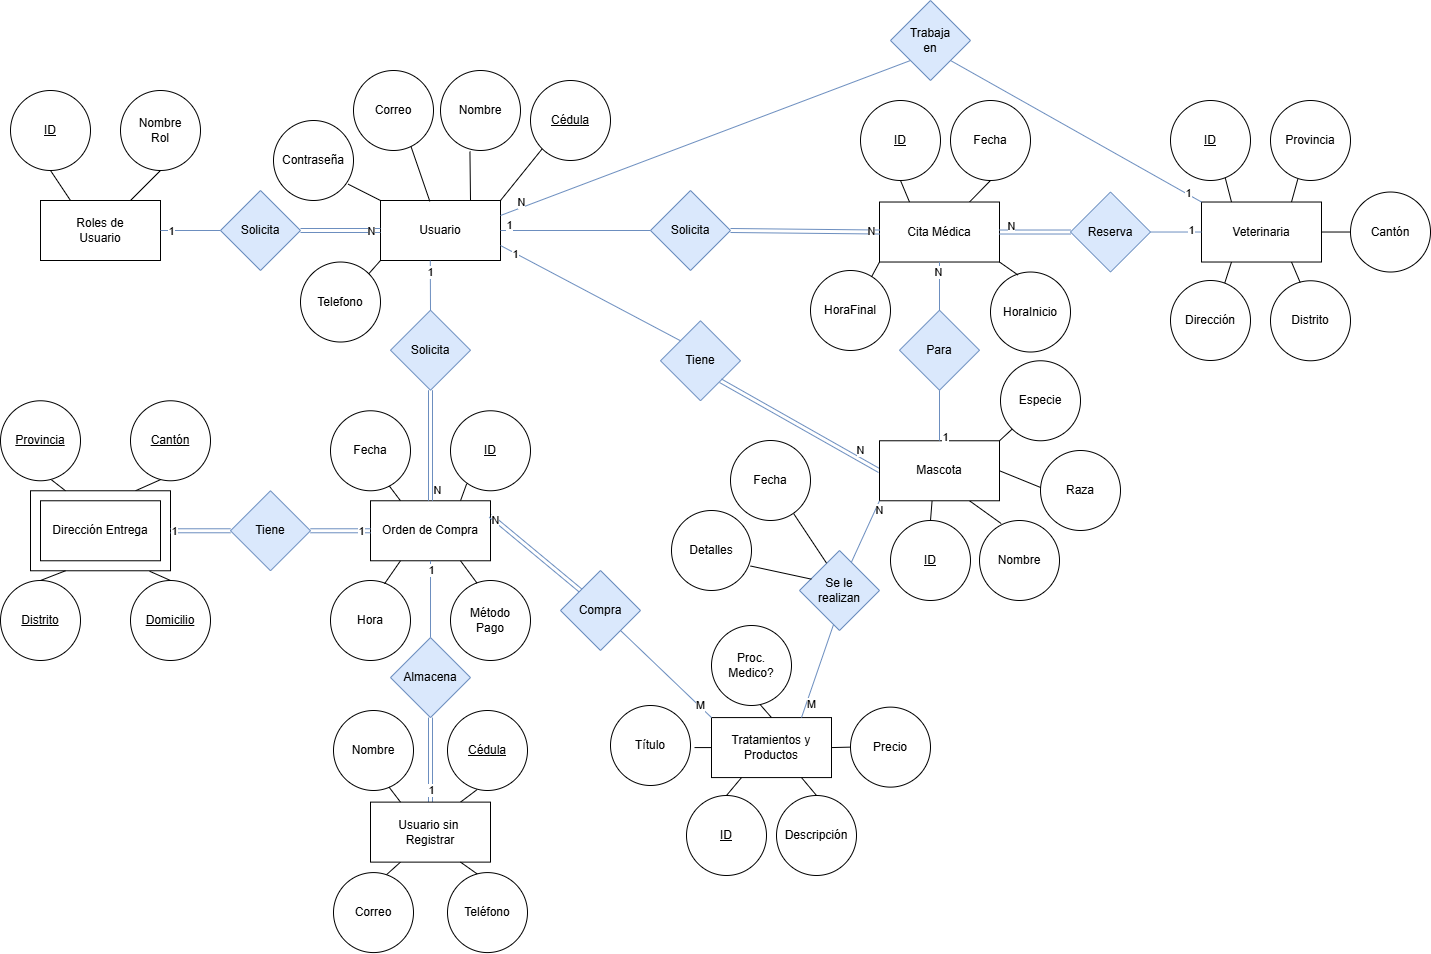 Trabaja
en
Correo
Nombre
Cédula
ID
Nombre
Rol
ID
Fecha
ID
Provincia
Contraseña
1
N
Roles de
Usuario
1
Solicita
N
Usuario
1
Solicita
N
Cita Médica
N
Reserva
1
Veterinaria
Cantón
1
1
N
Telefono
HoraFinal
HoraInicio
Dirección
Distrito
Solicita
Tiene
Para
Especie
Provincia
Cantón
Fecha
ID
1
N
Mascota
Fecha
Raza
N
N
N
Dirección Entrega
1
Tiene
1
Orden de Compra
Detalles
ID
Nombre
1
Se le
realizan
Distrito
Domicilio
Hora
Método
Pago
Compra
Proc.
Medico?
Almacena
M
M
Nombre
Cédula
Título
Tratamientos y
Productos
Precio
1
Usuario sin
Registrar
ID
Descripción
Correo
Teléfono